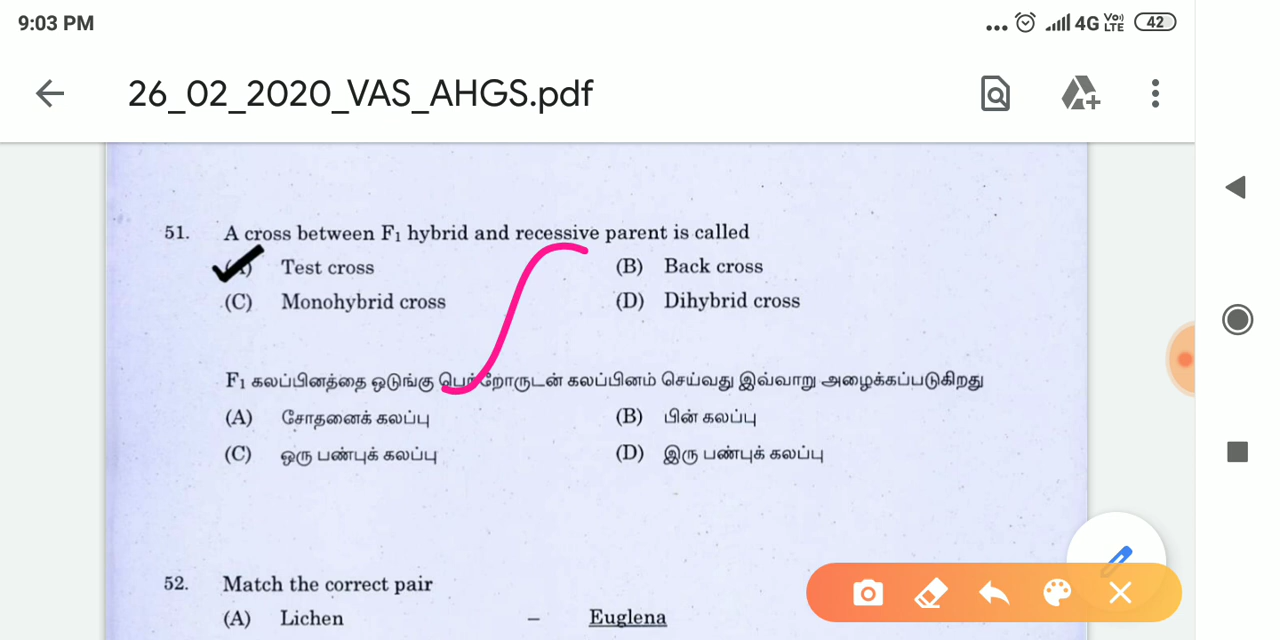 9:03 PM
4G Vo)) LTE 42
26_02_2020_VAS_AHGS.pdf
51. A cross between F1 hybrid and recessive parent is called
(A) Test cross (B) Back cross
(C) Monohybrid cross (D) Dihybrid cross
F1 கலப்பினத்தை ஒடுங்கு பெற்றோருடன் கலப்பினம் செய்வது இவ்வாறு அழைக்கப்படுகிறது
(A) சோதனைக் கலப்பு (B) பின் கலப்பு
(C) ஒரு பண்புக் கலப்பு (D) இரு பண்புக் கலப்பு
52. Match the correct pair
(A) Lichen – Euglena